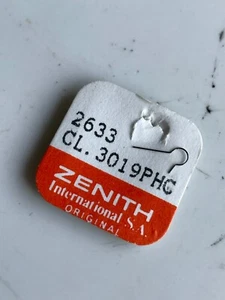 2633
CL. 3019PHC
ZENITH
International S.A.
ORIGINAL